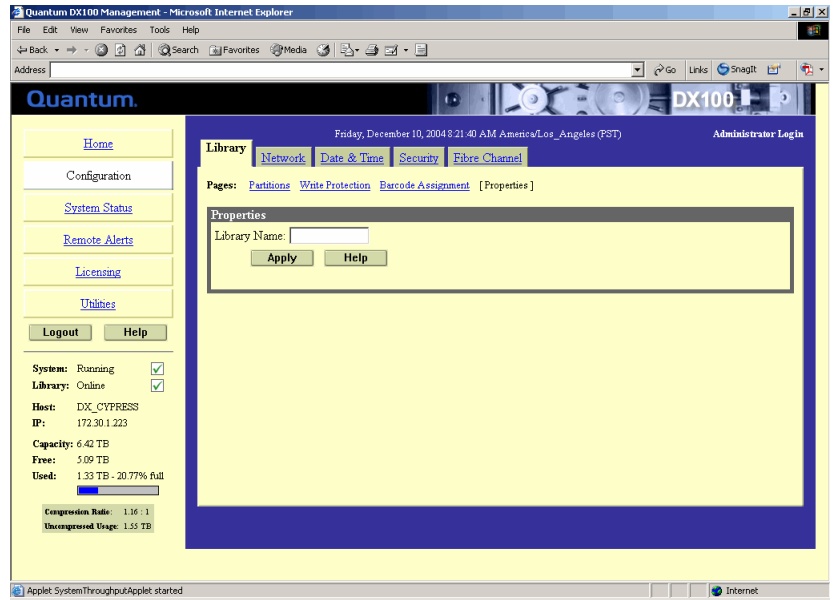 Quantum DX100 Management - Microsoft Internet Explorer
File Edit View Favorites Tools Help
Back Search Favorites Media
Address Go Links SnagIt
Quantum. DX100
Friday, December 10, 2004 8:21:40 AM America/Los_Angeles (PST) Administrator Login
Home
Configuration
System Status
Remote Alerts
Licensing
Utilities
Logout Help
System: Running
Library: Online
Host: DX_CYPRESS
IP: 172.30.1.223
Capacity: 6.42 TB
Free: 5.09 TB
Used: 1.33 TB - 20.77% full
Compression Ratio: 1.16 : 1
Uncompressed Usage: 1.55 TB
Library Network Date & Time Security Fibre Channel
Pages: Partitions Write Protection Barcode Assignment [Properties]
Properties
Library Name:
Apply Help
Applet SystemThroughputApplet started Internet